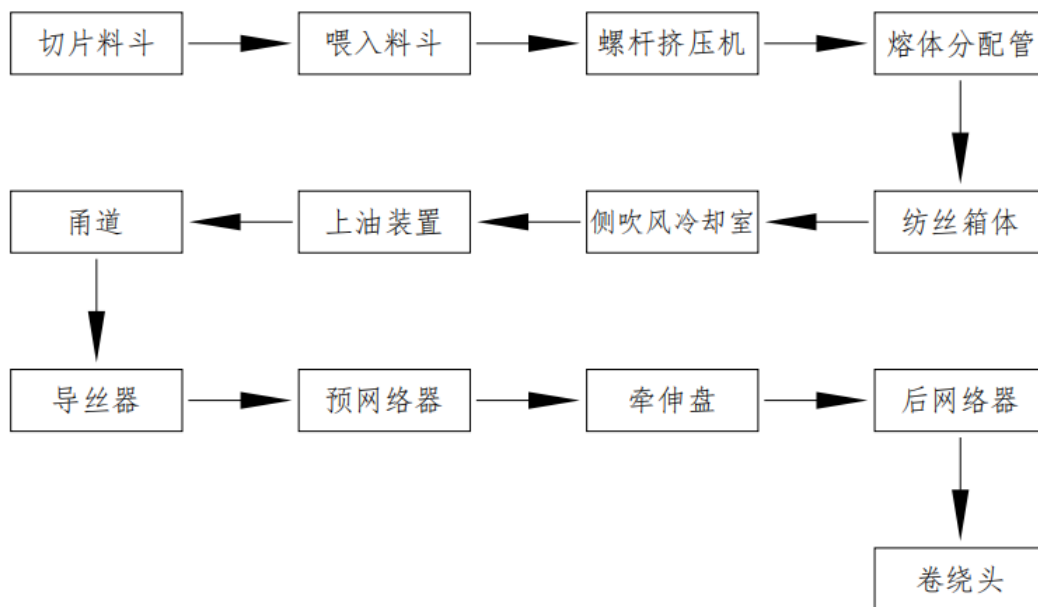 切片料斗
喂入料斗
螺杆挤压机
熔体分配管
纺丝箱体
侧吹风冷却室
上油装置
甬道
导丝器
预网络器
牵伸盘
后网络器
卷绕头